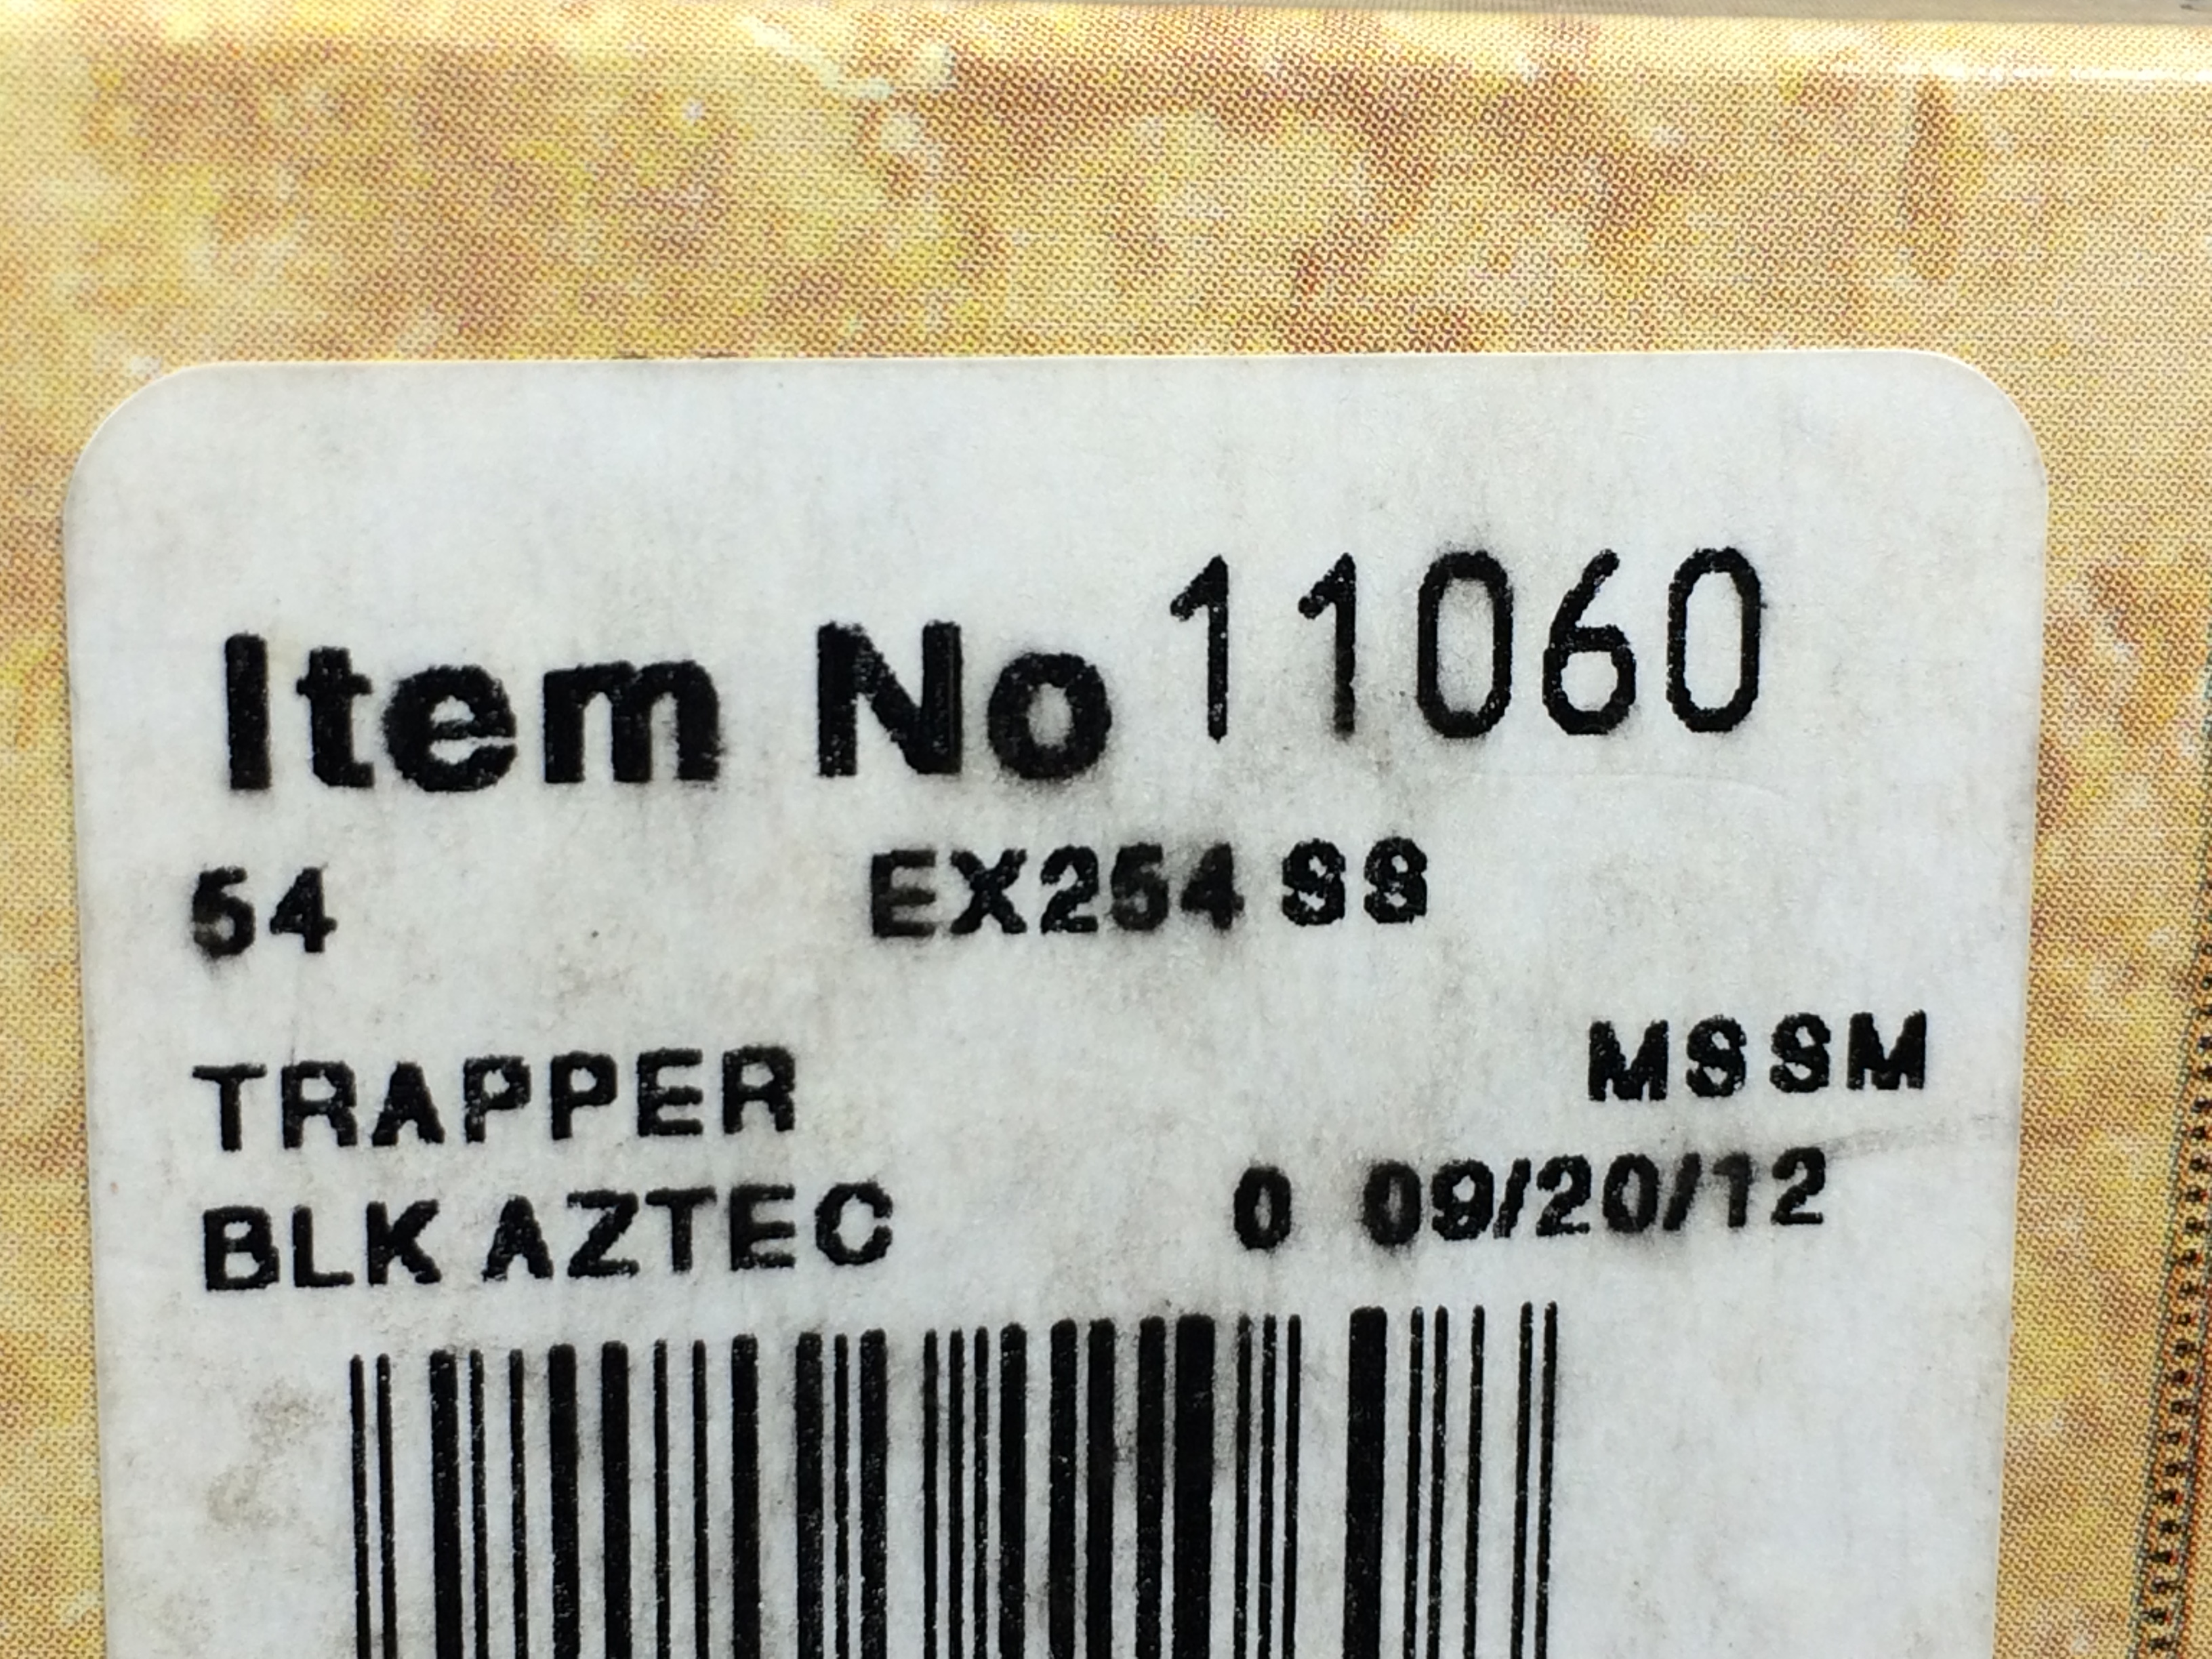 Item No 11060
54 EX254 SS
TRAPPER MSSM
BLK AZTEC 0 09/20/12